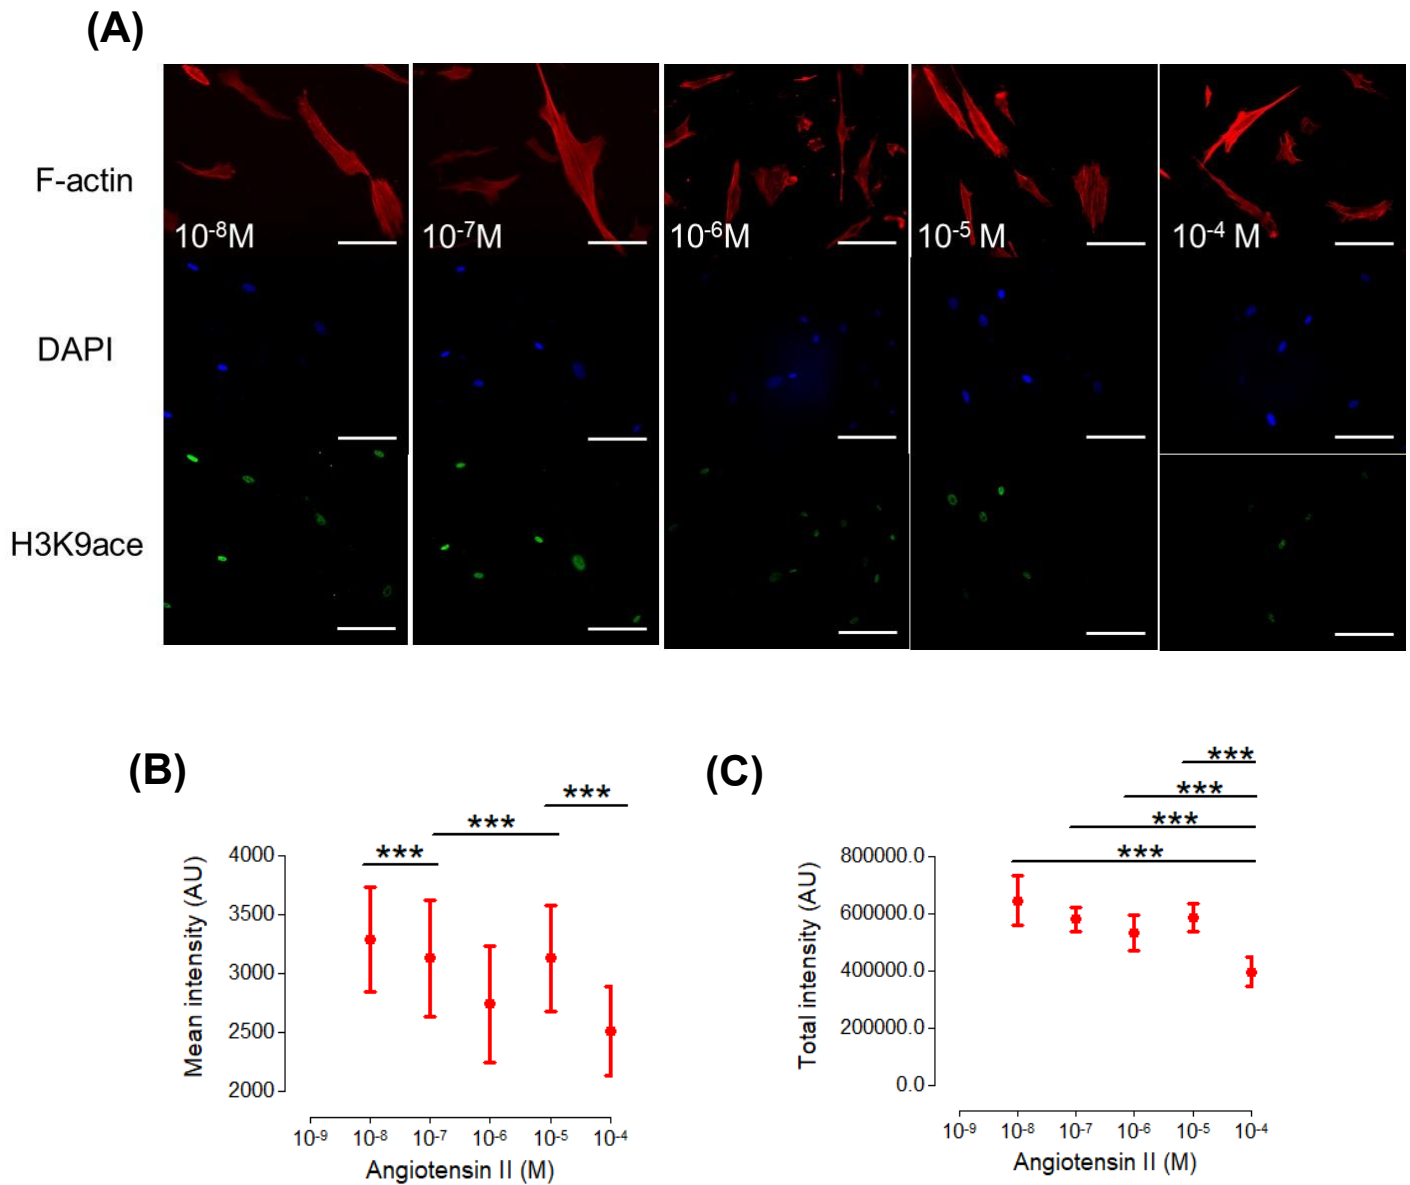 (A)
F-actin
10⁻⁸M
10⁻⁷M
10⁻⁶M
10⁻⁵ M
10⁻⁴ M
DAPI
H3K9ace
(B)
***
***
***
Mean intensity (AU)
4000
3500
3000
2500
2000
10⁻⁹ 10⁻⁸ 10⁻⁷ 10⁻⁶ 10⁻⁵ 10⁻⁴
Angiotensin II (M)
(C)
***
***
***
***
Total intensity (AU)
800000.0
600000.0
400000.0
200000.0
0.0
10⁻⁹ 10⁻⁸ 10⁻⁷ 10⁻⁶ 10⁻⁵ 10⁻⁴
Angiotensin II (M)